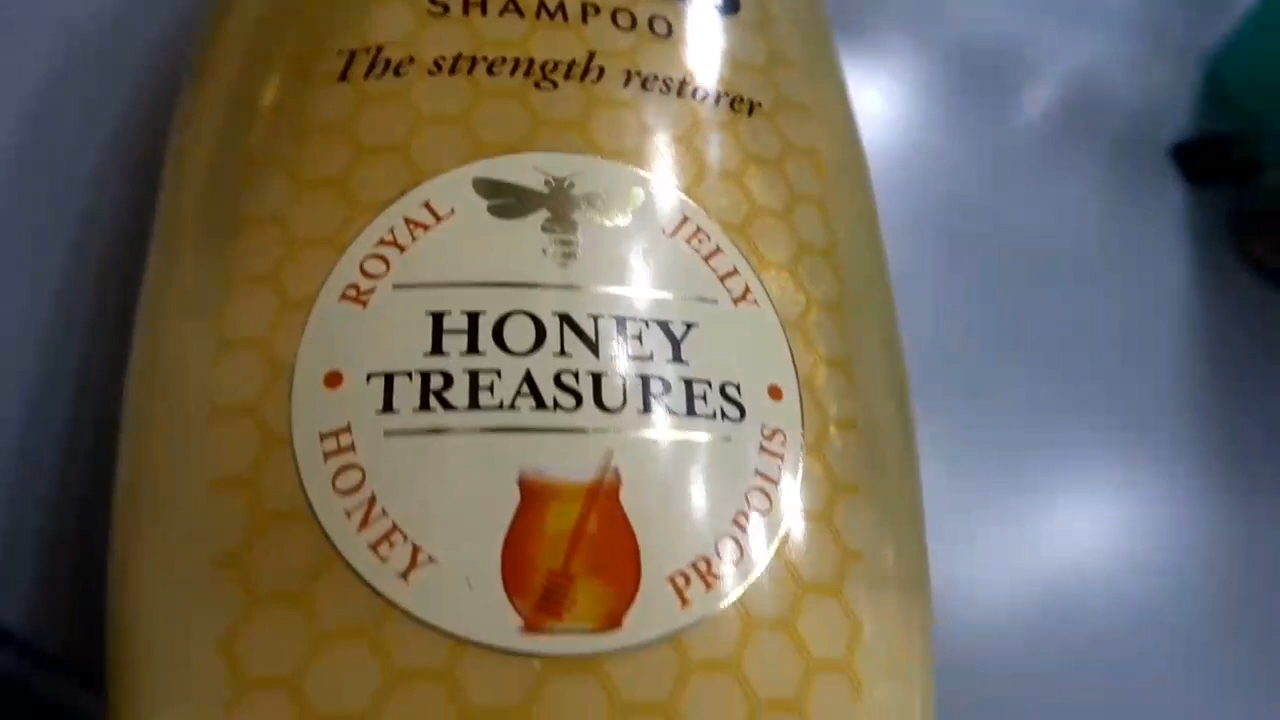 SHAMPOO
The strength restorer
ROYAL JELLY
HONEY
TREASURES
HONEY
PROPOLIS